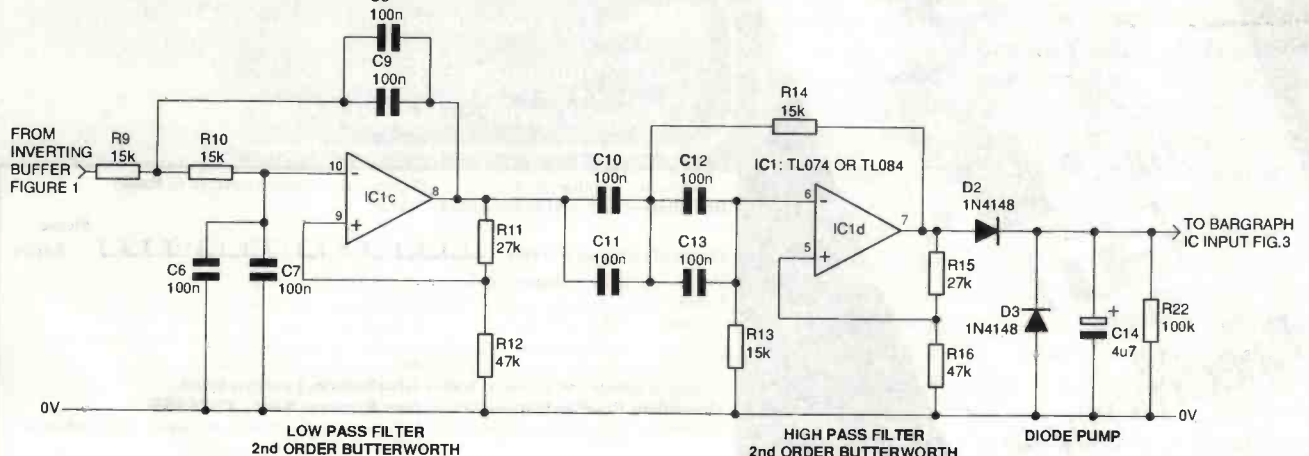 100n
C9
100n
FROM
INVERTING
BUFFER
FIGURE 1
R9
15k
R10
15k
10
-
IC1c
8
9
+
C6
100n
C7
100n
R11
27k
R12
47k
C10
100n
C12
100n
C11
100n
C13
100n
R14
15k
IC1: TL074 OR TL084
6
-
IC1d
7
5
+
R13
15k
R15
27k
R16
47k
D2
1N4148
D3
1N4148
+
C14
4u7
R22
100k
TO BARGRAPH
IC INPUT FIG.3
0V
0V
LOW PASS FILTER
2nd ORDER BUTTERWORTH
HIGH PASS FILTER
2nd ORDER BUTTERWORTH
DIODE PUMP